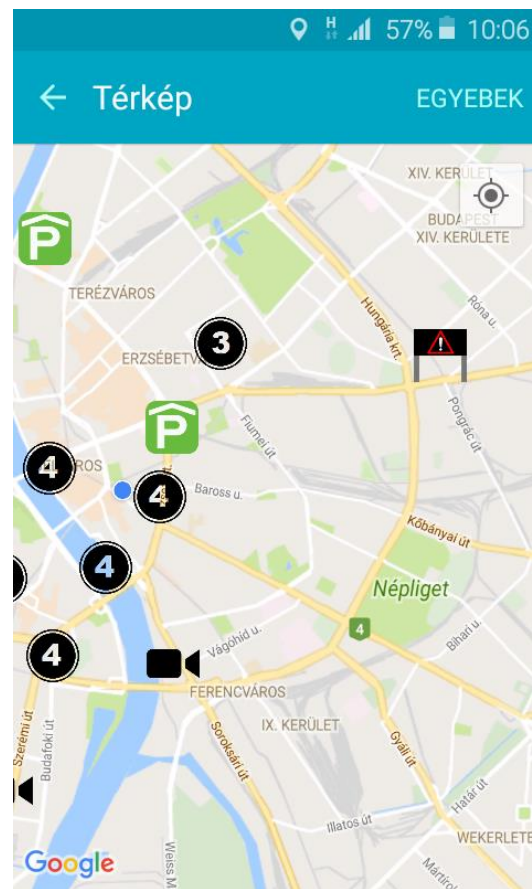 H
57%
10:06
Térkép
EGYEBEK
XIV. KERÜLET
BUDAPEST
XIV. KERÜLETE
P
TERÉZVÁROS
Róna u.
Hungária krt.
3
ERZSÉBETV
Pongrác út
P
Fiumei út
4
ROS
4
Baross u.
Kőbányai út
4
Népliget
4
Bihari u.
Vágóhíd u.
4
FERENCVÁROS
IX. KERÜLET
Szerémi út
Budafoki út
Soroksári út
Gyáli út
Határ út
Illatos út
WEKERLETE
Google
Weiss M
Mártír